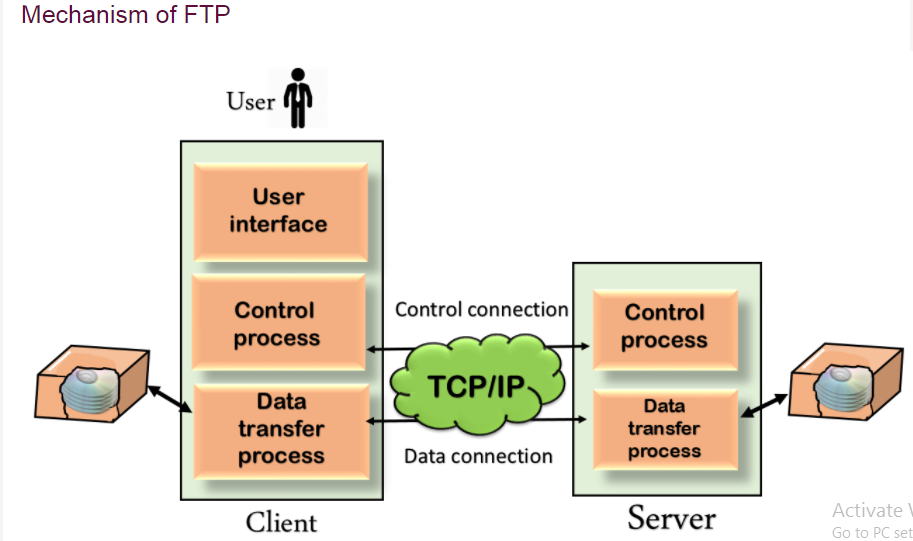 Mechanism of FTP
User
User
interface
Control
process
Data
transfer
process
Client
Control connection
TCP/IP
Data connection
Control
process
Data
transfer
process
Server
Activate
Go to PC set